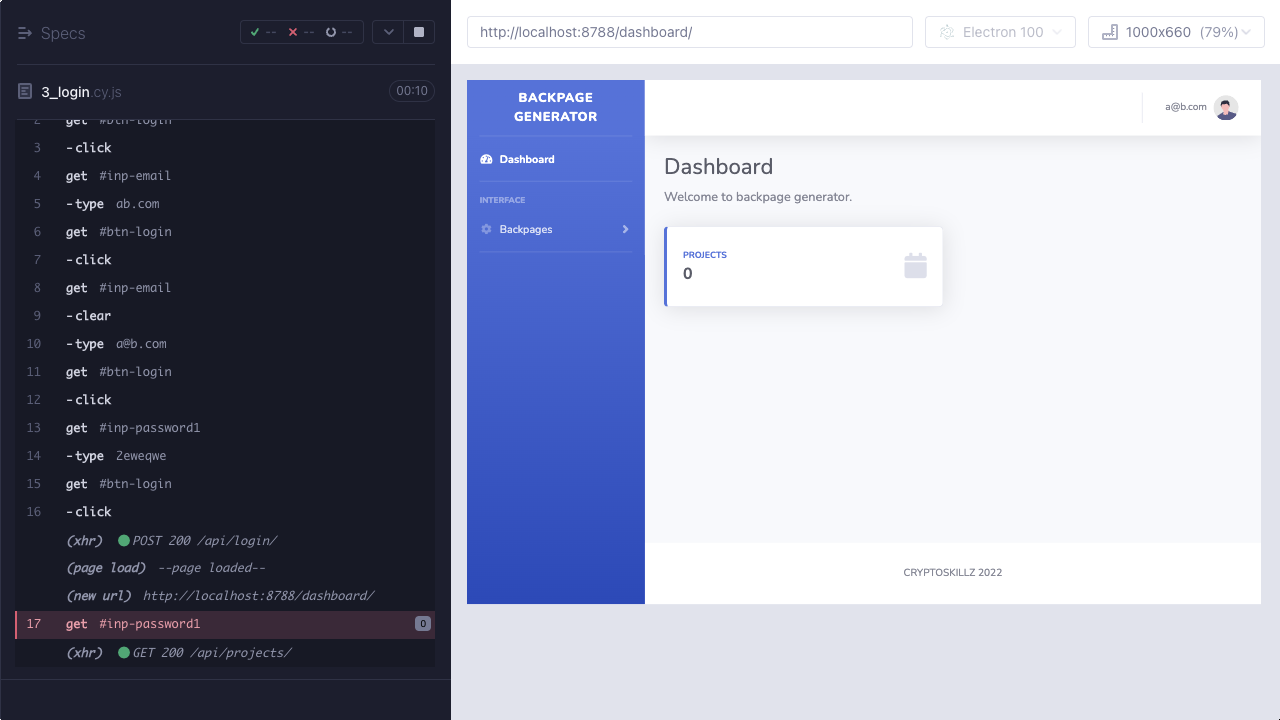 Specs
-- -- --
3_login.cy.js 00:10
2 get #btn-login
3 -click
4 get #inp-email
5 -type ab.com
6 get #btn-login
7 -click
8 get #inp-email
9 -clear
10 -type a@b.com
11 get #btn-login
12 -click
13 get #inp-password1
14 -type 2eweqwe
15 get #btn-login
16 -click
(xhr) POST 200 /api/login/
(page load) --page loaded--
(new url) http://localhost:8788/dashboard/
17 get #inp-password1 0
(xhr) GET 200 /api/projects/
http://localhost:8788/dashboard/
Electron 100
1000x660 (79%)
BACKPAGE
GENERATOR
Dashboard
INTERFACE
Backpages
a@b.com
Dashboard
Welcome to backpage generator.
PROJECTS
0
CRYPTOSKILLZ 2022